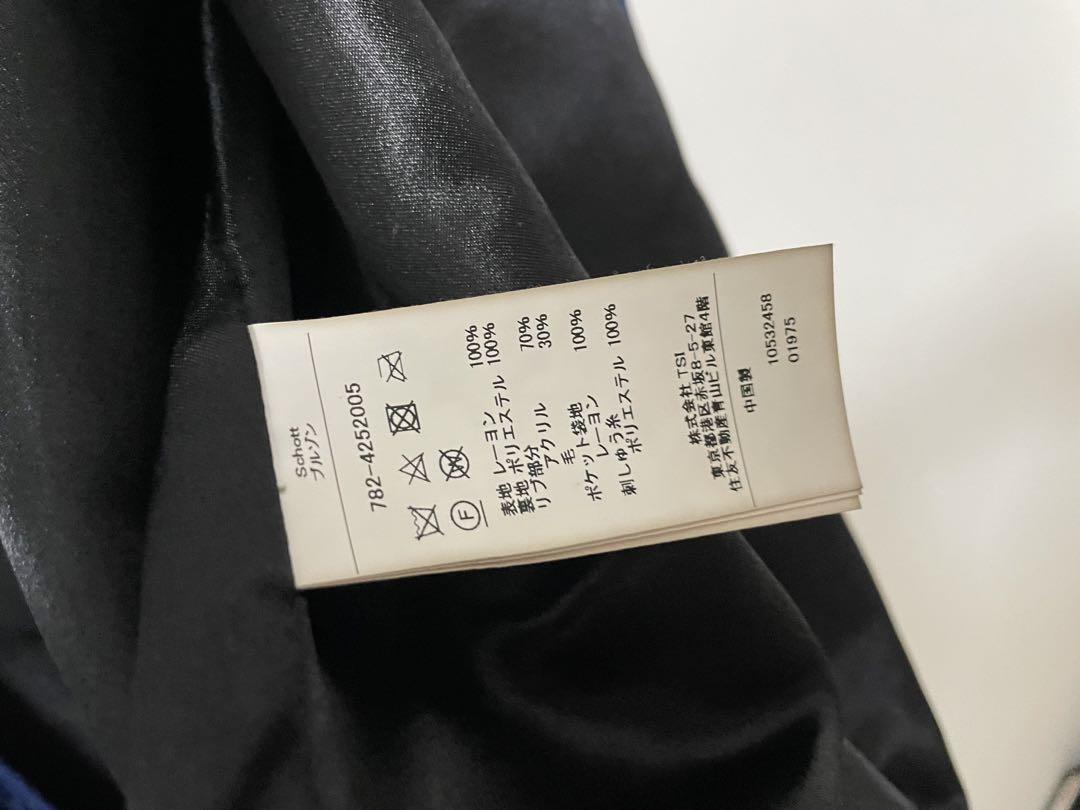 Schott
ブルゾン
782-4252005
F
表地 レーヨン 100%
裏地 ポリエステル 100%
リブ部分
アクリル 70%
毛 30%
ポケット袋地
レーヨン 100%
刺しゅう糸
ポリエステル 100%
株式会社 TSI
東京都港区赤坂8-5-27
住友不動産青山ビル東館4階
中国製
10532458
01975